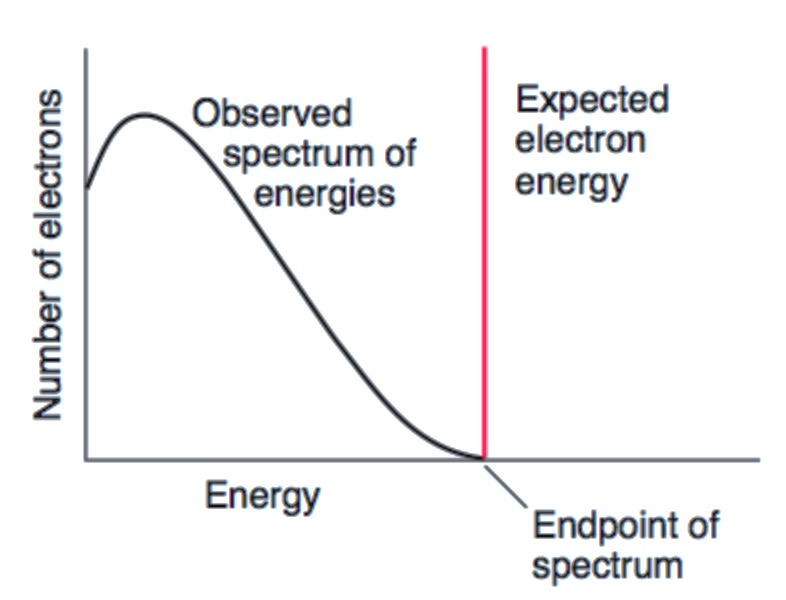 Number of electrons
Observed
spectrum of
energies
Expected
electron
energy
Energy
Endpoint of
spectrum